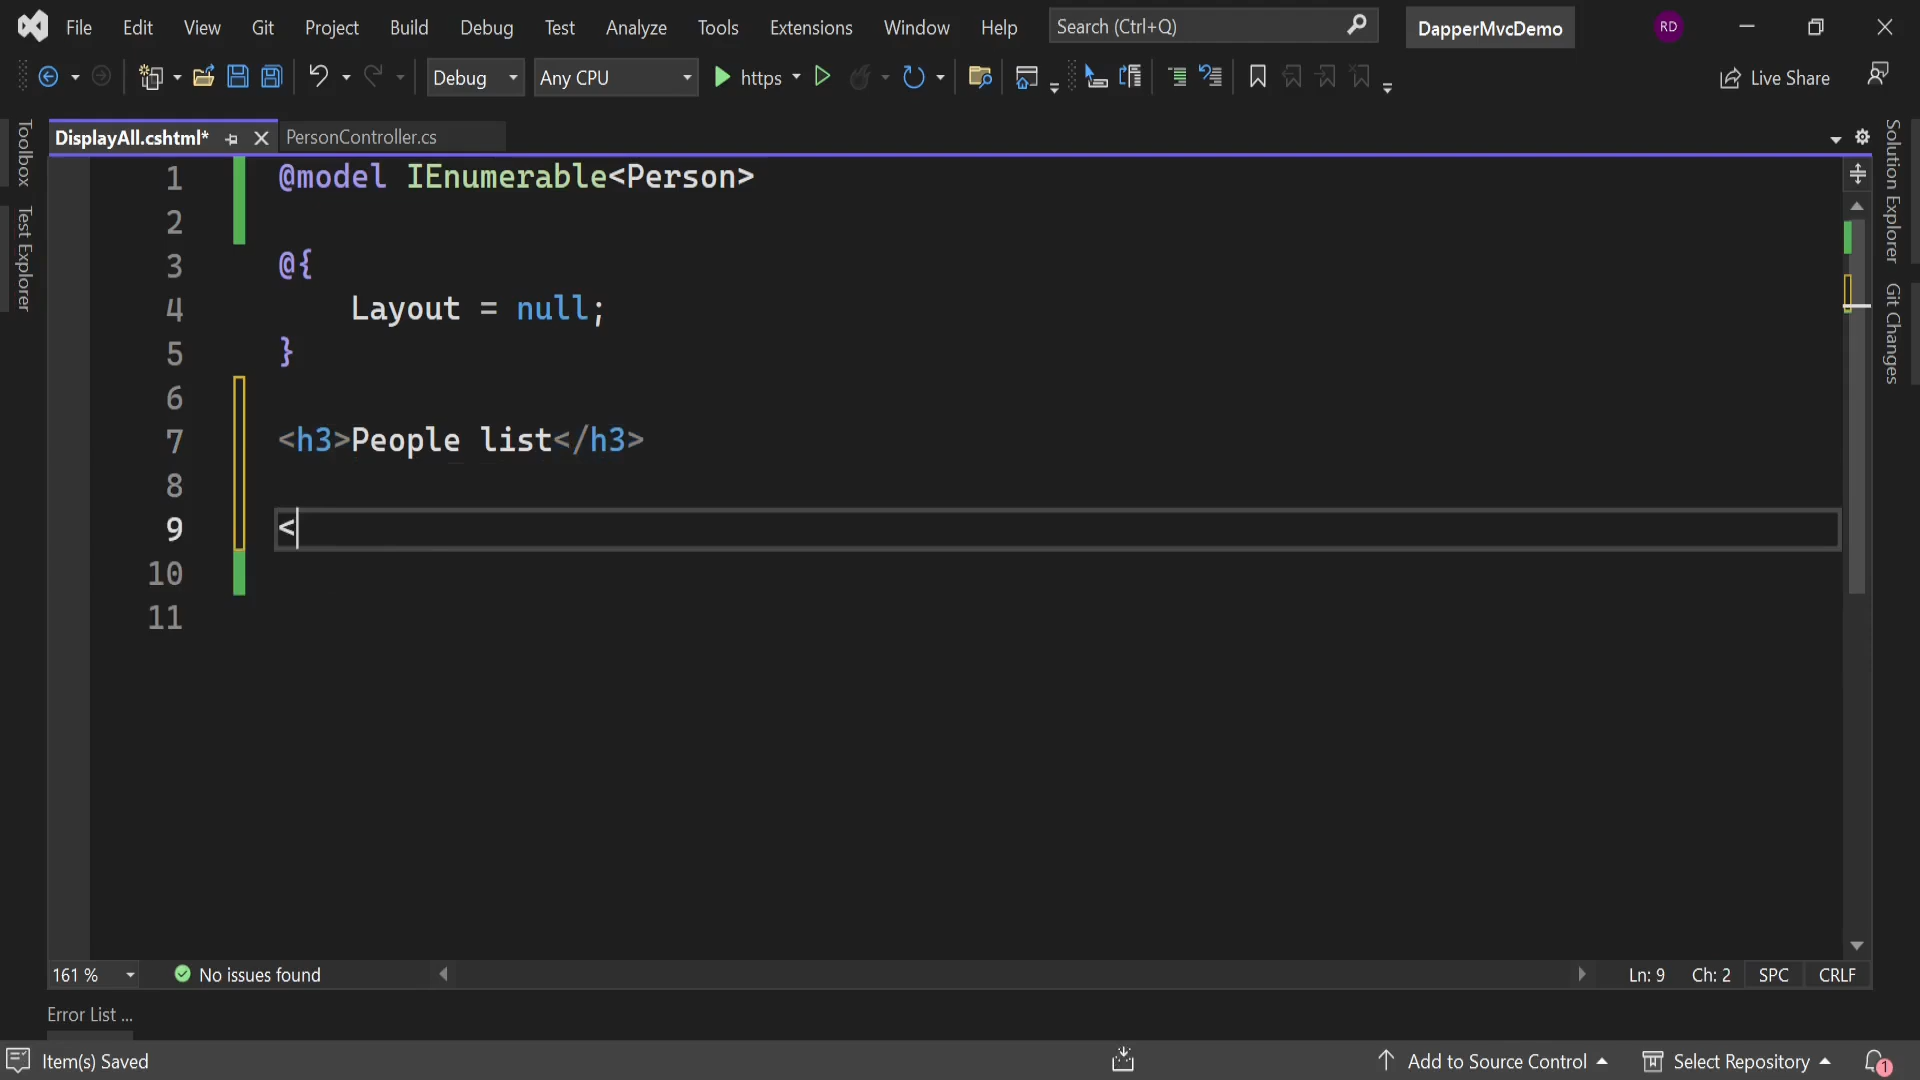 File Edit View Git Project Build Debug Test Analyze Tools Extensions Window Help Search (Ctrl+Q) DapperMvcDemo RD
Debug Any CPU https Live Share
DisplayAll.cshtml* PersonController.cs
Toolbox
Test Explorer
1 @model IEnumerable<Person>
2
3 @{
4 Layout = null;
5 }
6
7 <h3>People list</h3>
8
9 <
10
11
Solution Explorer
Git Changes
161 % No issues found Ln: 9 Ch: 2 SPC CRLF
Error List ...
Item(s) Saved Add to Source Control Select Repository 1